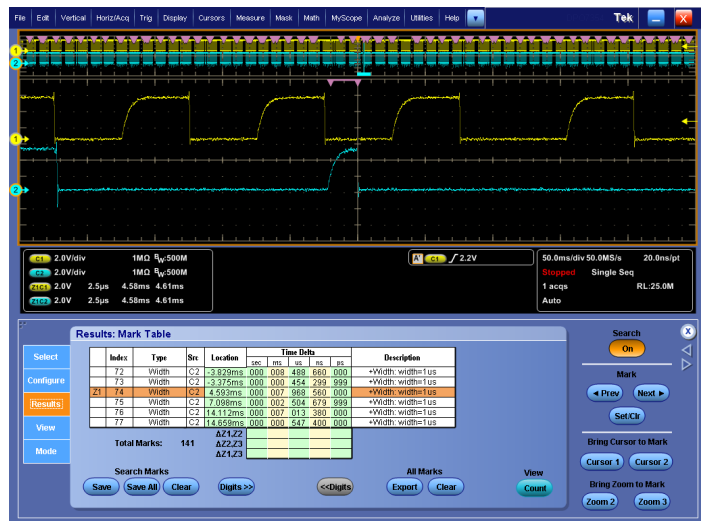 File Edit Vertical Horiz/Acq Trig Display Cursors Measure Mask Math MyScope Analyze Utilities Help Tek X
1
2
1
2
C1 2.0V/div 1MΩ BW:500M
C2 2.0V/div 1MΩ BW:500M
Z1C1 2.0V 2.5µs 4.58ms 4.61ms
Z1C2 2.0V 2.5µs 4.58ms 4.61ms
A' C1 2.2V
50.0ms/div 50.0MS/s 20.0ns/pt
Stopped Single Seq
1 acqs RL:25.0M
Auto
Results: Mark Table
Select
Configure
Results
View
Mode
Index Type Src Location Time Delta Description
sec ms us ns ps
72 Width C2 -3.829ms 000 008 488 660 000 +Width: width=1us
73 Width C2 -3.375ms 000 000 454 299 999 +Width: width=1us
Z1 74 Width C2 4.593ms 000 007 968 560 000 +Width: width=1us
75 Width C2 7.098ms 000 002 504 679 999 +Width: width=1us
76 Width C2 14.112ms 000 007 013 380 000 +Width: width=1us
77 Width C2 14.659ms 000 000 547 400 000 +Width: width=1us
Total Marks: 141
ΔZ1,Z2
ΔZ2,Z3
ΔZ1,Z3
Search Marks
Save Save All Clear Digits >> <<Digits
All Marks
Export Clear
View
Count
Search
On
X
Mark
◄ Prev Next ►
Set/Clr
Bring Cursor to Mark
Cursor 1 Cursor 2
Bring Zoom to Mark
Zoom 2 Zoom 3